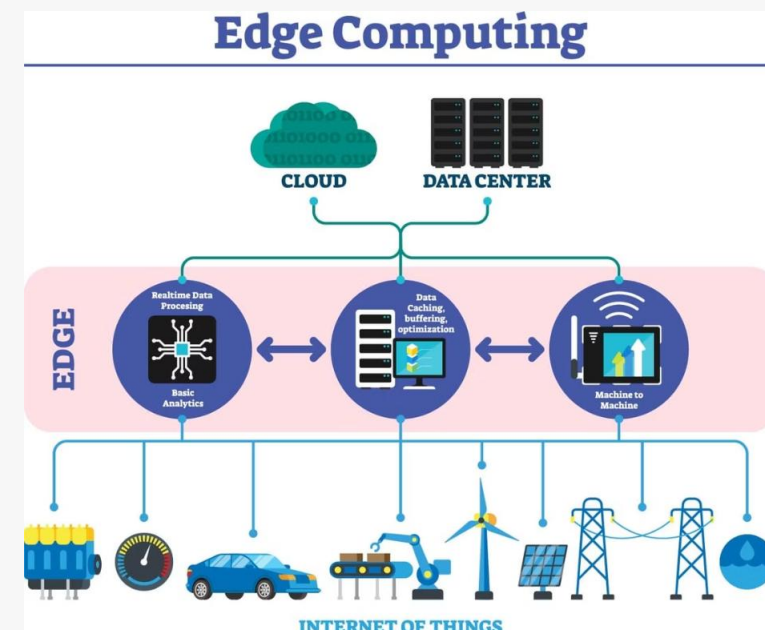 Edge Computing
CLOUD
DATA CENTER
EDGE
Realtime Data
Procesing
Basic
Analytics
Data
Caching,
buffering,
optimization
Machine to
Machine
INTERNET OF THINGS